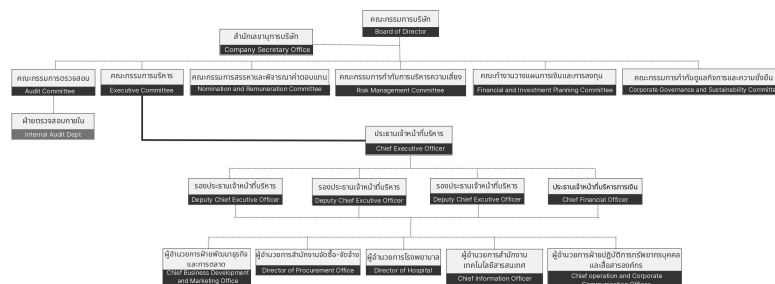 คณะกรรมการบริษัท
Board of Director
สำนักเลขานุการบริษัท
Company Secretary Office
คณะกรรมการตรวจสอบ
Audit Committee
คณะกรรมการบริหาร
Executive Committee
คณะกรรมการสรรหาและพิจารณาค่าตอบแทน
Nomination and Remuneration Committee
คณะกรรมการกำกับการบริหารความเสี่ยง
Risk Management Committee
คณะทำงานวางแผนการเงินและการลงทุน
Financial and Investment Planning Committee
คณะกรรมการกำกับดูแลกิจการและความยั่งยืน
Corporate Governance and Sustainability Committe
ฝ่ายตรวจสอบภายใน
Internal Audit Dept
ประธานเจ้าหน้าที่บริหาร
Chief Executive Officer
รองประธานเจ้าหน้าที่บริหาร
Deputy Chief Executive Officer
รองประธานเจ้าหน้าที่บริหาร
Deputy Chief Executive Officer
รองประธานเจ้าหน้าที่บริหาร
Deputy Chief Executive Officer
ประธานเจ้าหน้าที่บริหารการเงิน
Chief Financial Officer
ผู้อำนวยการฝ่ายพัฒนาธุรกิจ
และการตลาด
Chief Business Development
and Marketing Office
ผู้อำนวยการสำนักงานจัดซื้อ-จัดจ้าง
Director of Procurement Office
ผู้อำนวยการโรงพยาบาล
Director of Hospital
ผู้อำนวยการสำนักงาน
เทคโนโลยีสารสนเทศ
Chief Information Officer
ผู้อำนวยการฝ่ายปฏิบัติการทรัพยากรบุคคล
และสื่อสารองค์กร
Chief operation and Corporate
Communication Officer